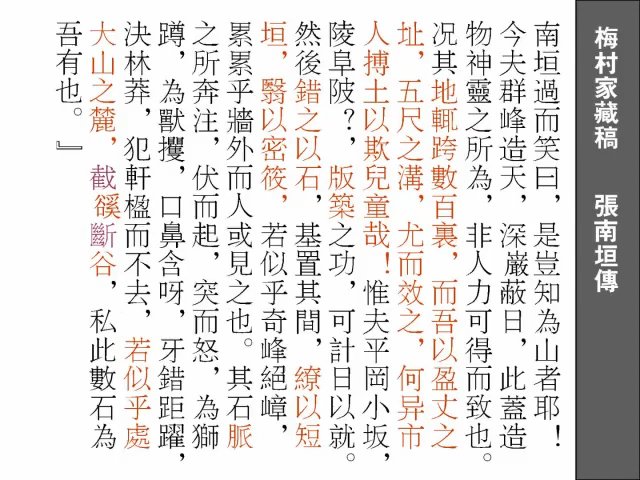 梅村家藏稿　張南垣傳
南垣過而笑曰，是豈知為山者耶！
今夫群峰造天，深巖蔽日，此蓋造
物神靈之所為，非人力可得而致也。
況其地輒跨數百裏，而吾以盈丈之
址，五尺之溝，尤而效之，何异市
人搏土以欺兒童哉！惟夫平岡小坂，
陵阜陂？，版築之功，可計日以就。
然後錯之以石，基置其間，繚以短
垣，翳以密筱，若似乎奇峰絕嶂，
累累乎牆外而人或見之也。其石脈
之所奔注，伏而起，突而怒，為獅
蹲，為獸攫，口鼻含呀，牙錯距躍，
決林莽，犯軒楹而不去，若似乎處
大山之麓，截豀斷谷，私此數石為
吾有也。』